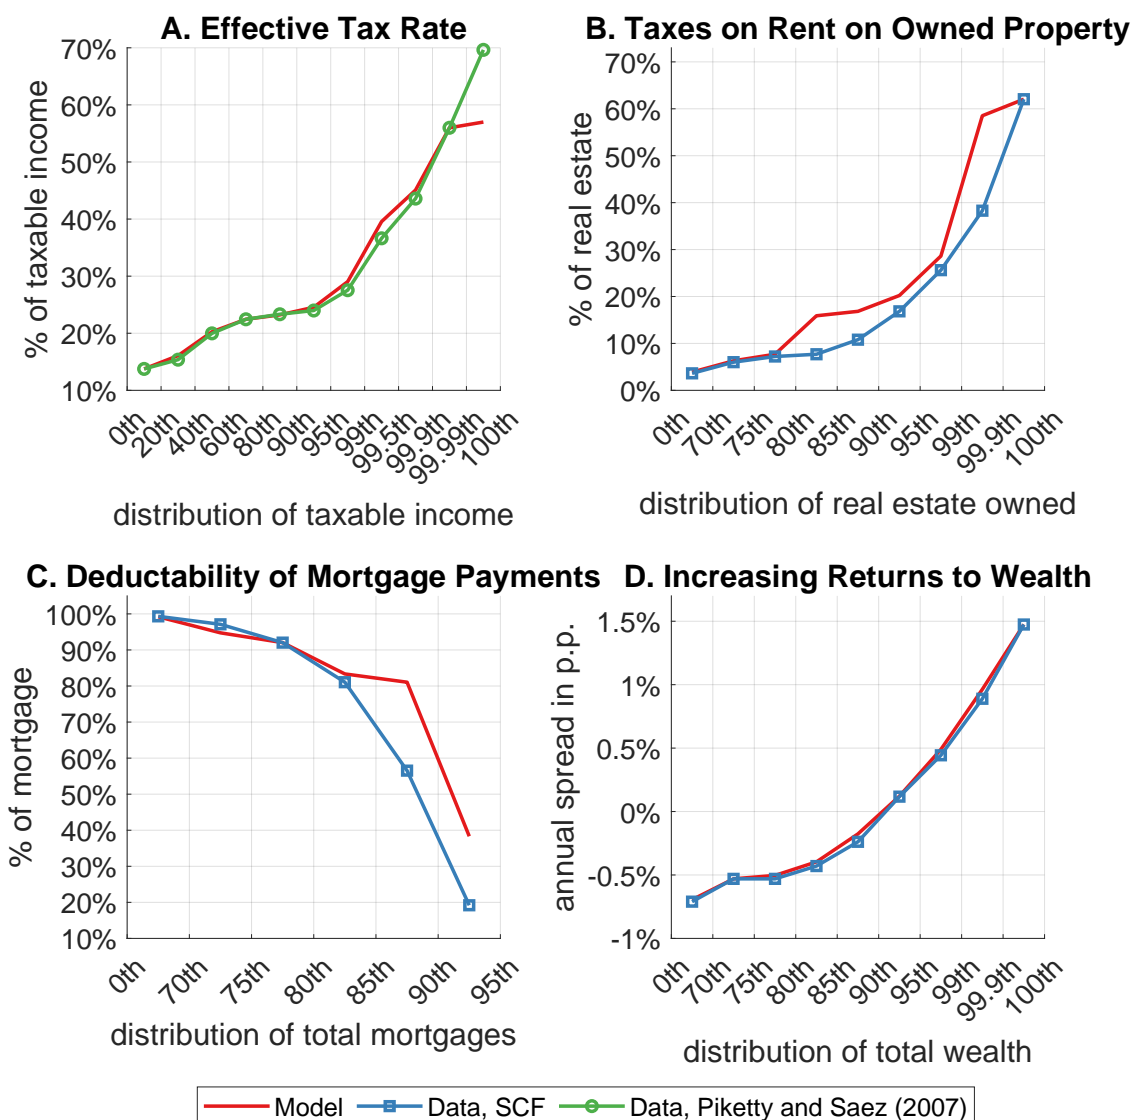 A. Effective Tax Rate
70%
60%
50%
40%
30%
20%
10%
% of taxable income
0th
20th
40th
60th
80th
90th
95th
99th
99.5th
99.9th
99.99th
100th
distribution of taxable income
B. Taxes on Rent on Owned Property
70%
60%
50%
40%
30%
20%
10%
0%
% of real estate
0th
70th
75th
80th
85th
90th
95th
99th
99.9th
100th
distribution of real estate owned
C. Deductability of Mortgage Payments
100%
90%
80%
70%
60%
50%
40%
30%
20%
10%
% of mortgage
0th
70th
75th
80th
85th
90th
95th
distribution of total mortgages
D. Increasing Returns to Wealth
1.5%
1%
0.5%
0%
-0.5%
-1%
annual spread in p.p.
0th
70th
75th
80th
85th
90th
95th
99th
99.9th
100th
distribution of total wealth
Model
Data, SCF
Data, Piketty and Saez (2007)